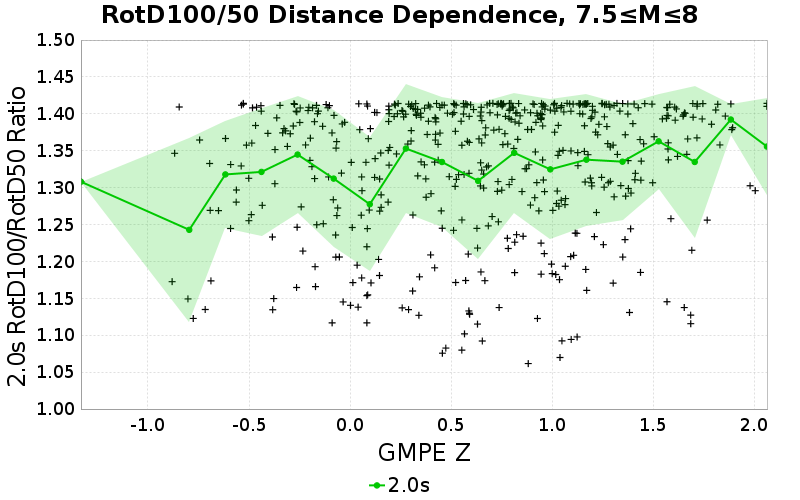 RotD100/50 Distance Dependence, 7.5≤M≤8
2.0s RotD100/RotD50 Ratio
1.50
1.45
1.40
1.35
1.30
1.25
1.20
1.15
1.10
1.05
1.00
-1.0 -0.5 0.0 0.5 1.0 1.5 2.0
GMPE Z
2.0s